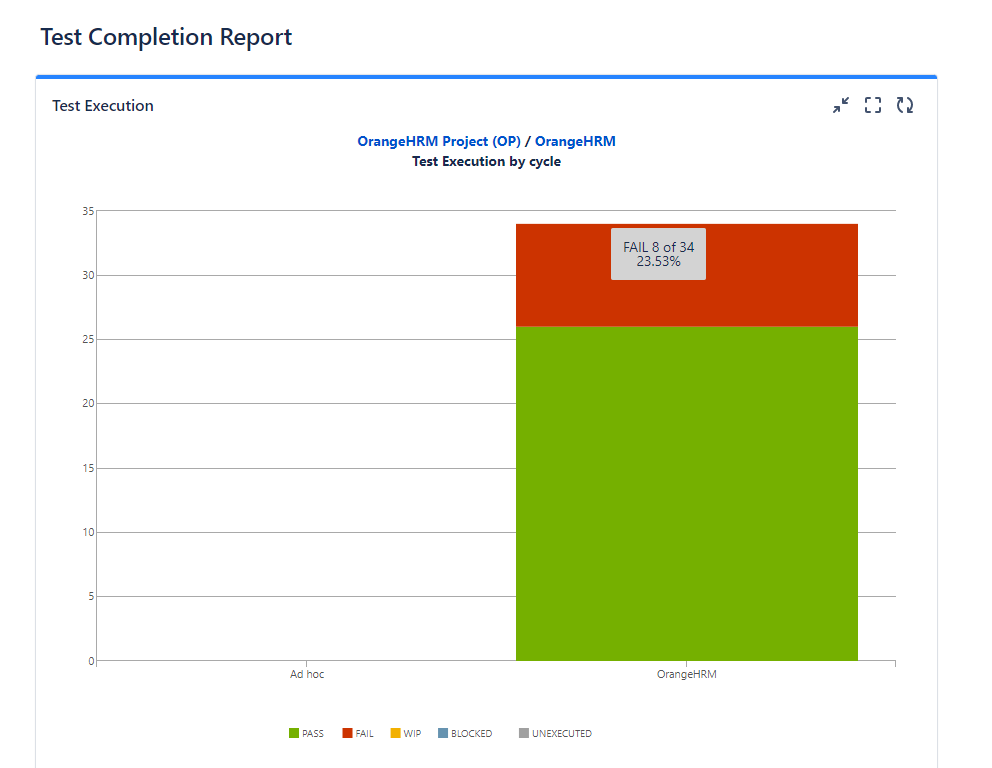 Test Completion Report
Test Execution
OrangeHRM Project (OP) / OrangeHRM
Test Execution by cycle
35
30
25
20
15
10
5
0
FAIL 8 of 34
23.53%
Ad hoc
OrangeHRM
PASS
FAIL
WIP
BLOCKED
UNEXECUTED